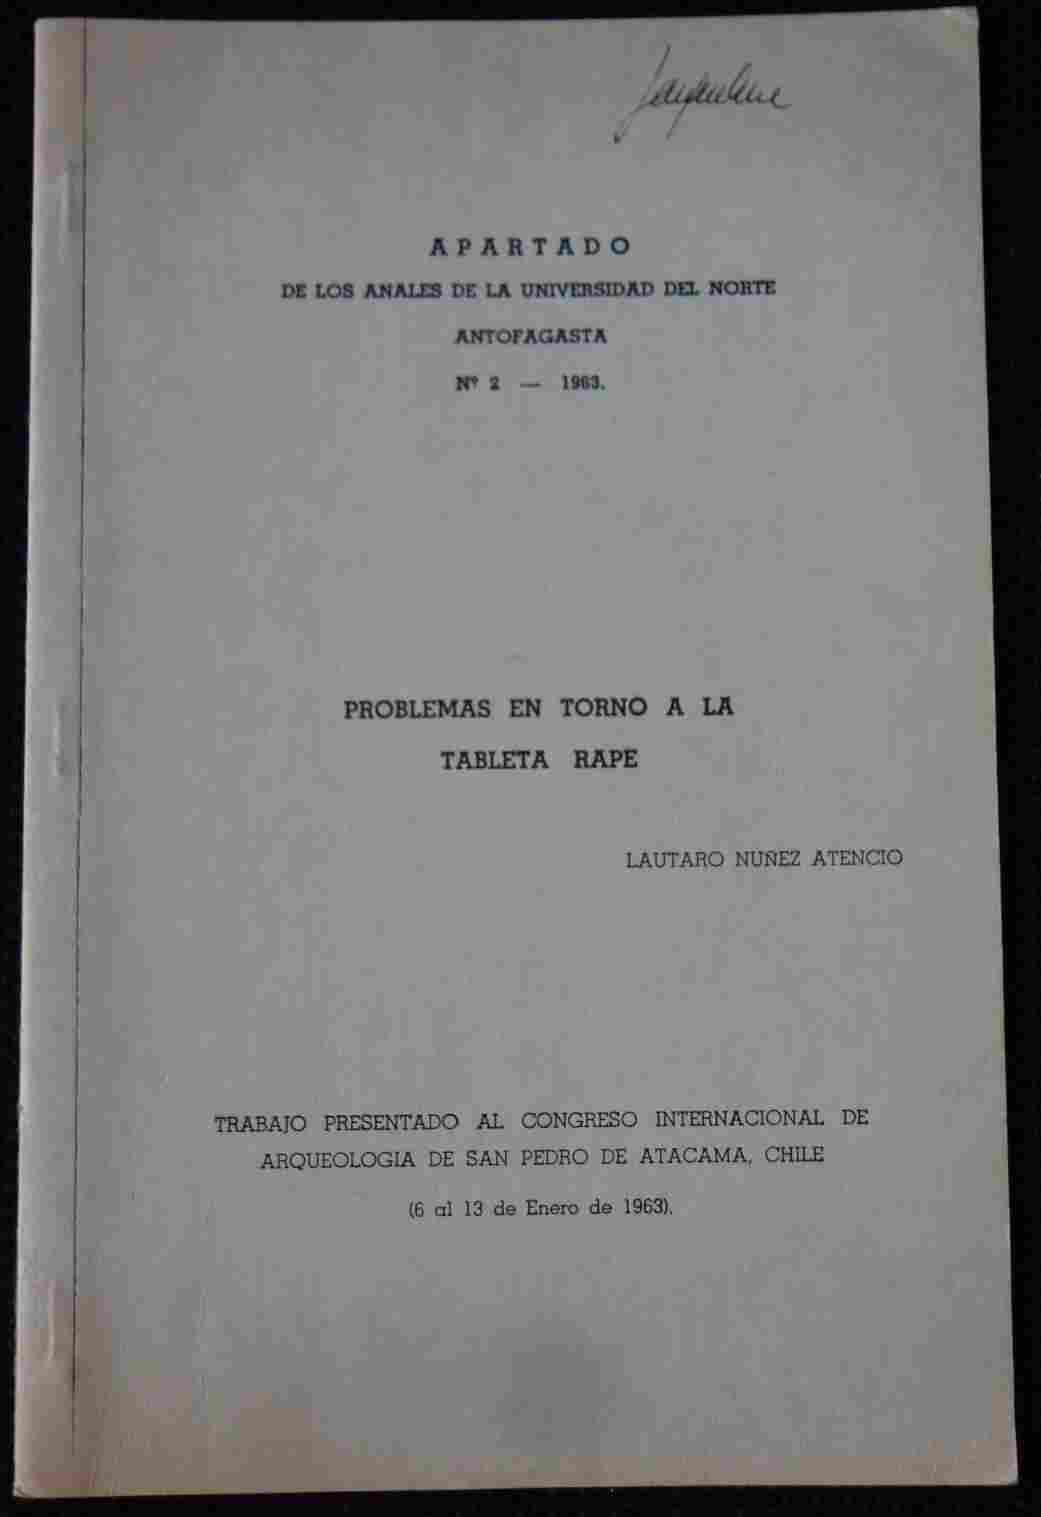 Jacqueline
APARTADO
DE LOS ANALES DE LA UNIVERSIDAD DEL NORTE
ANTOFAGASTA
Nº 2 — 1963.
PROBLEMAS EN TORNO A LA
TABLETA RAPE
LAUTARO NUÑEZ ATENCIO
TRABAJO PRESENTADO AL CONGRESO INTERNACIONAL DE
ARQUEOLOGIA DE SAN PEDRO DE ATACAMA, CHILE
(6 al 13 de Enero de 1963).